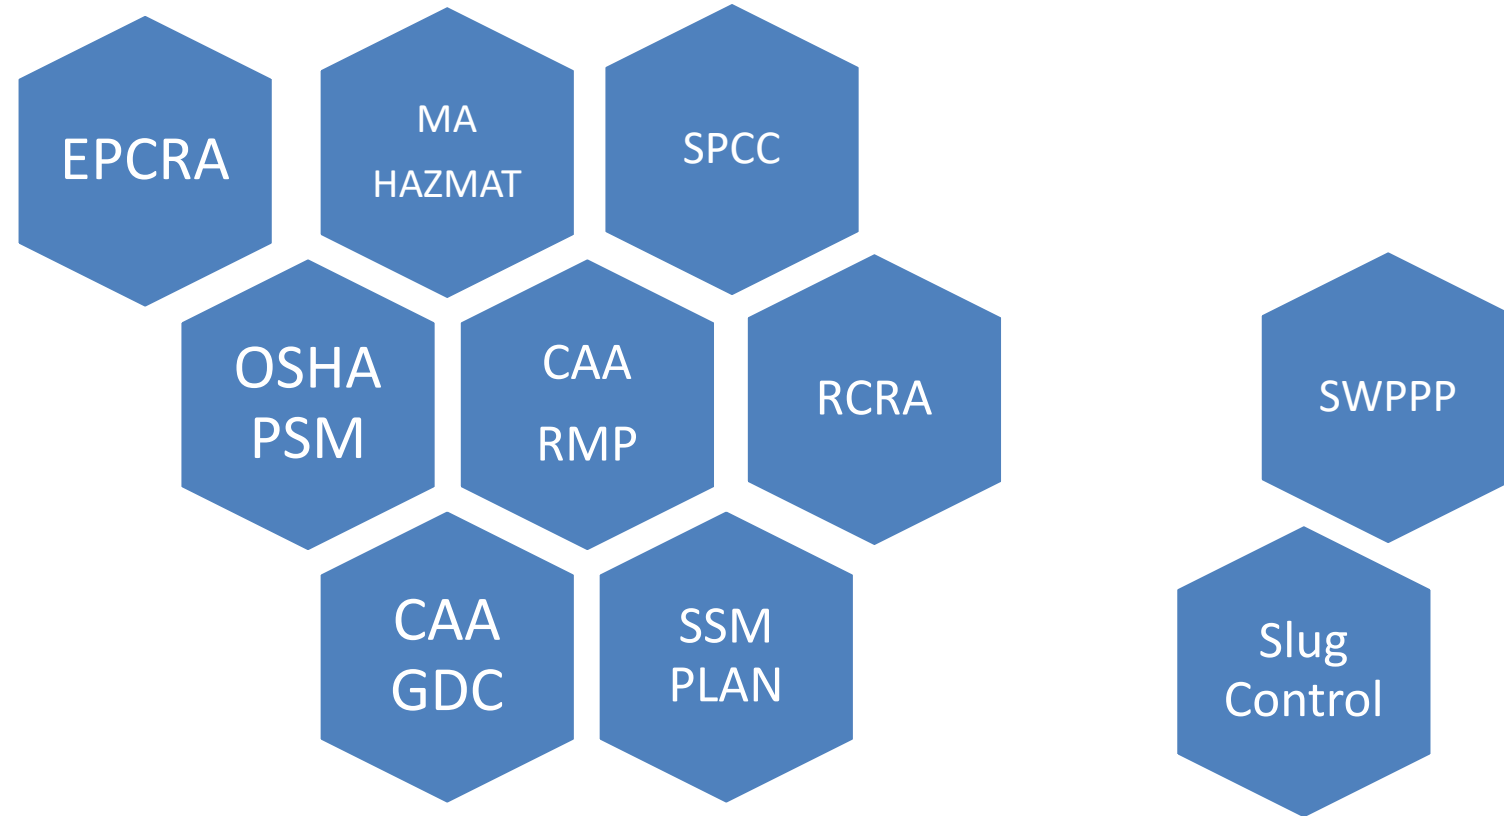 EPCRA
MA
HAZMAT
SPCC
OSHA
PSM
CAA
RMP
RCRA
SWPPP
CAA
GDC
SSM
PLAN
Slug
Control